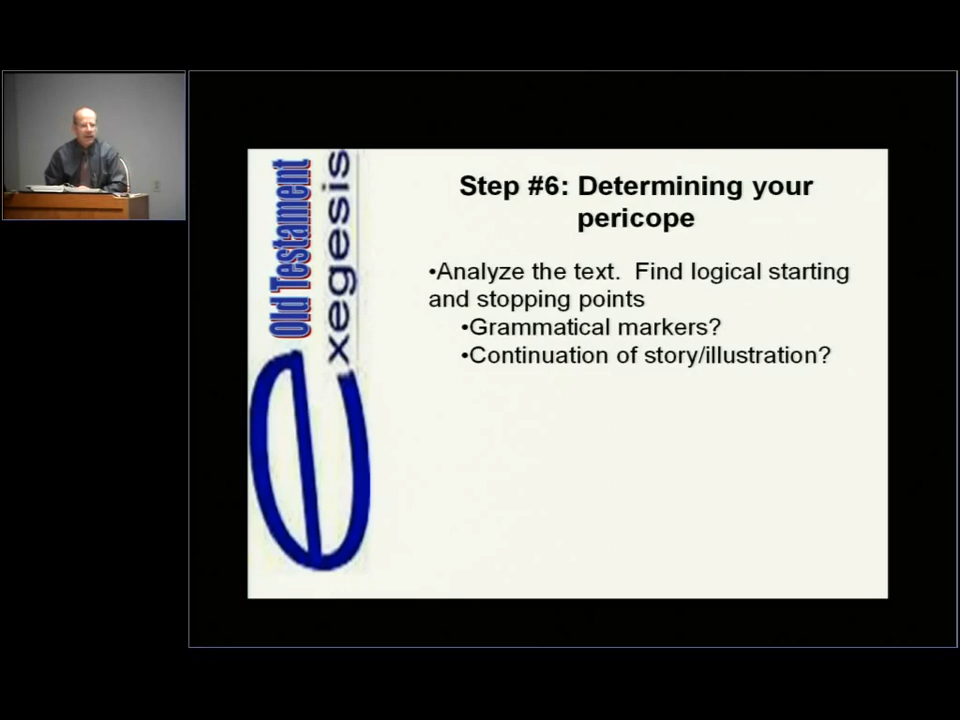 Old Testament
exegesis
Step #6: Determining your
pericope
•Analyze the text.  Find logical starting
and stopping points
•Grammatical markers?
•Continuation of story/illustration?